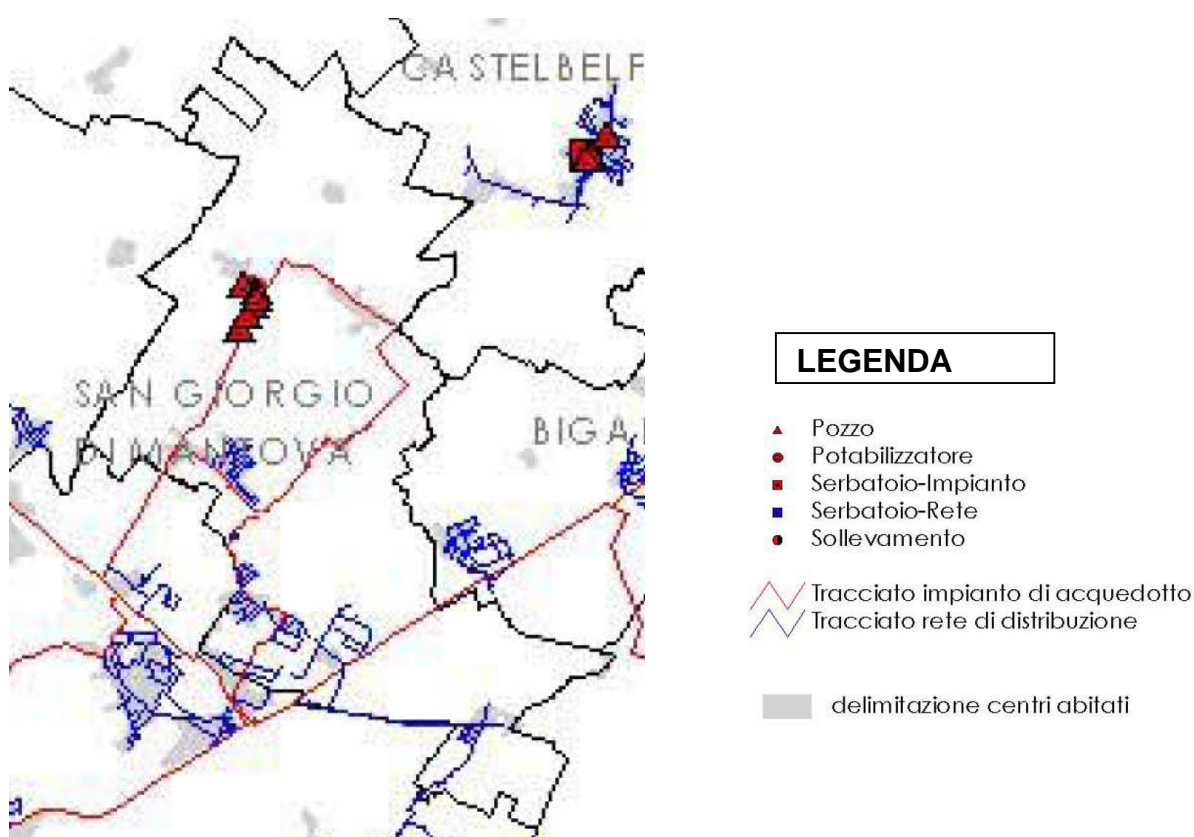 CASTELBELF
SAN GIORGIO
DI MANTOVA
BIGA
LEGENDA
Pozzo
Potabilizzatore
Serbatoio-Impianto
Serbatoio-Rete
Sollevamento
Tracciato impianto di acquedotto
Tracciato rete di distribuzione
delimitazione centri abitati